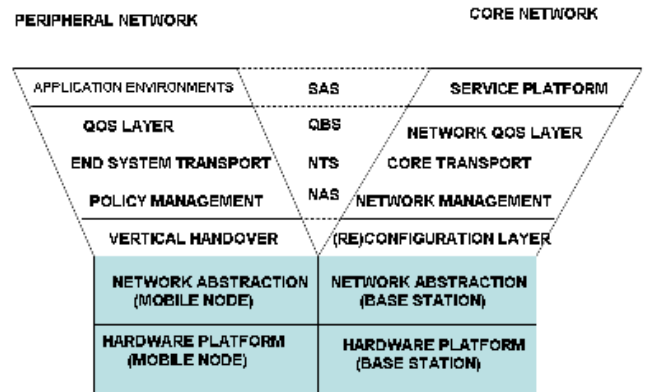 PERIPHERAL NETWORK
CORE NETWORK
APPLICATION ENVIRONMENTS
SAS
SERVICE PLATFORM
QOS LAYER
QBS
NETWORK QOS LAYER
END SYSTEM TRANSPORT
NTS
CORE TRANSPORT
POLICY MANAGEMENT
NAS
NETWORK MANAGEMENT
VERTICAL HANDOVER
(RE)CONFIGURATION LAYER
NETWORK ABSTRACTION
(MOBILE NODE)
NETWORK ABSTRACTION
(BASE STATION)
HARDWARE PLATFORM
(MOBILE NODE)
HARDWARE PLATFORM
(BASE STATION)